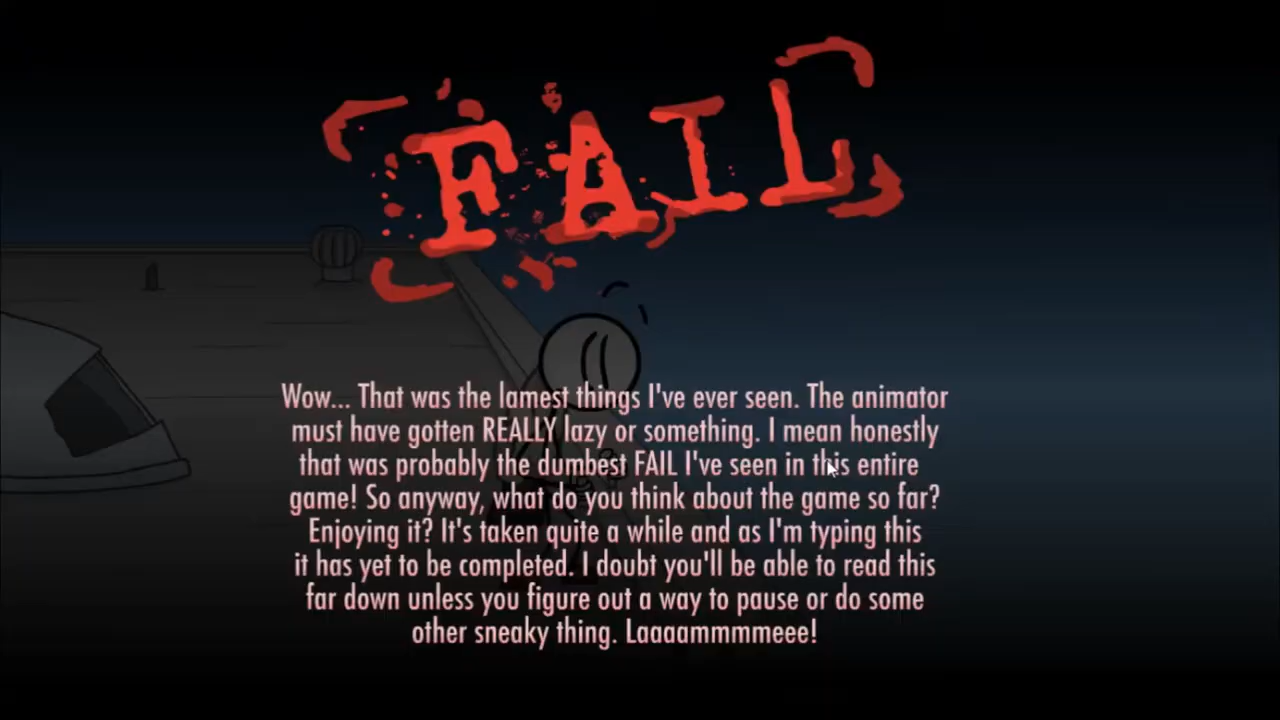 FAIL
Wow... That was the lamest things I've ever seen. The animator
must have gotten REALLY lazy or something. I mean honestly
that was probably the dumbest FAIL I've seen in this entire
game! So anyway, what do you think about the game so far?
Enjoying it? It's taken quite a while and as I'm typing this
it has yet to be completed. I doubt you'll be able to read this
far down unless you figure out a way to pause or do some
other sneaky thing. Laaaammmmeee!